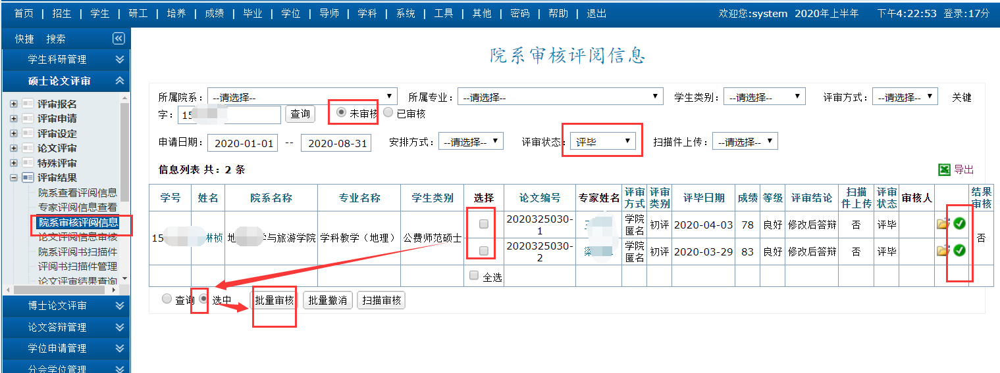 首页 | 招生 | 学生 | 研工 | 培养 | 成绩 | 毕业 | 学位 | 导师 | 学科 | 系统 | 工具 | 其他 | 密码 | 帮助 | 退出 欢迎您:system 2020年上半年 下午4:22:53 登录:17分
快捷 搜索
学生科研管理
硕士论文评审
评审报名
评审申请
评审设定
论文评审
特殊评审
评审结果
院系查看评阅信息
专家评阅信息查看
院系审核评阅信息
论文评阅信息审核
院系评阅书扫描件
评阅书扫描件管理
论文评审结果查询
博士论文评审
论文答辩管理
学位申请管理
分会学位管理
院系审核评阅信息
所属院系: --请选择-- 所属专业: --请选择-- 学生类别: --请选择-- 评审方式: --请选择-- 关键
字: 15 查询 未审核 已审核
申请日期: 2020-01-01 -- 2020-08-31 安排方式: --请选择-- 评审状态: 评毕 扫描件上传: --请选择--
信息列表 共: 2 条 导出
学号 姓名 院系名称 专业名称 学生类别 选择 论文编号 专家姓名 评审方式 评审类别 评毕日期 成绩 等级 评审结论 扫描件上传 评审状态 审核人 结果审核
15 桢 地 学与旅游学院 学科教学（地理） 公费师范硕士 2020325030-1 学院匿名 初评 2020-04-03 78 良好 修改后答辩 否 评毕 否
2020325030-2 梁 学院匿名 初评 2020-03-29 83 良好 修改后答辩 否 评毕
全选
查询 选中 批量审核 批量撤消 扫描审核